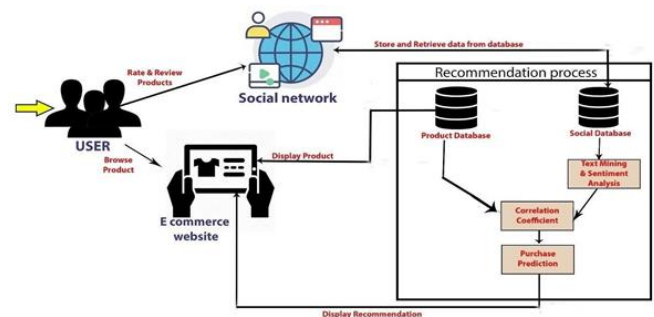 Store and Retrieve data from database
Rate & Review
Products
Social network
Recommendation process
USER
Product Database
Social Database
Browse
Product
Display Product
Text Mining
& Sentiment
Analysis
E commerce
website
Correlation
Coefficient
Purchase
Prediction
Display Recommendation